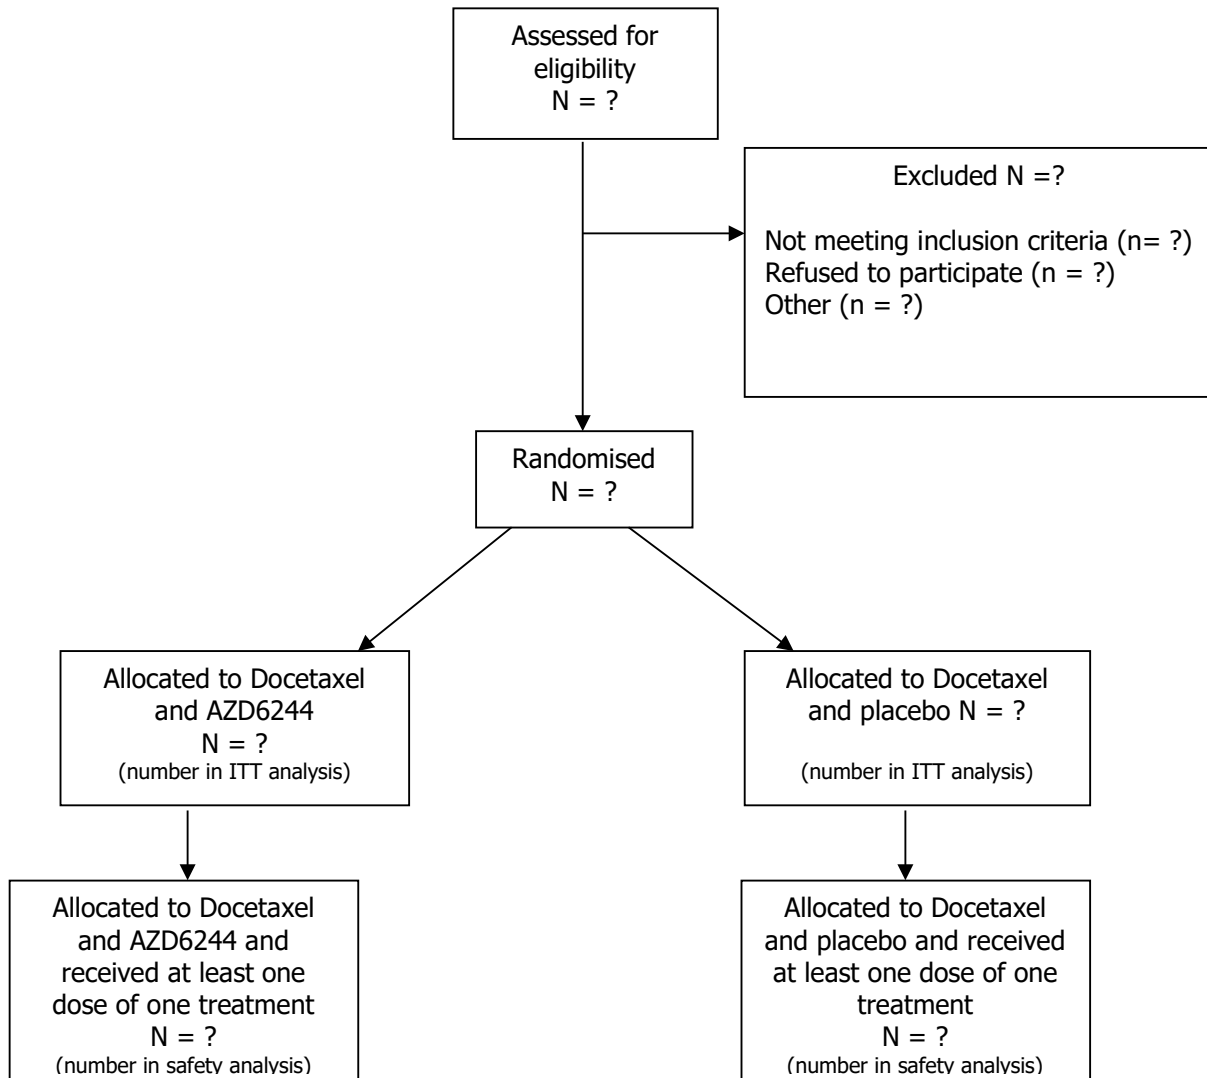 Assessed for
eligibility
N = ?
Excluded N =?
Not meeting inclusion criteria (n= ?)
Refused to participate (n = ?)
Other (n = ?)
Randomised
N = ?
Allocated to Docetaxel
and AZD6244
N = ?
(number in ITT analysis)
Allocated to Docetaxel
and placebo N = ?
(number in ITT analysis)
Allocated to Docetaxel
and AZD6244 and
received at least one
dose of one treatment
N = ?
(number in safety analysis)
Allocated to Docetaxel
and placebo and received
at least one dose of one
treatment
N = ?
(number in safety analysis)